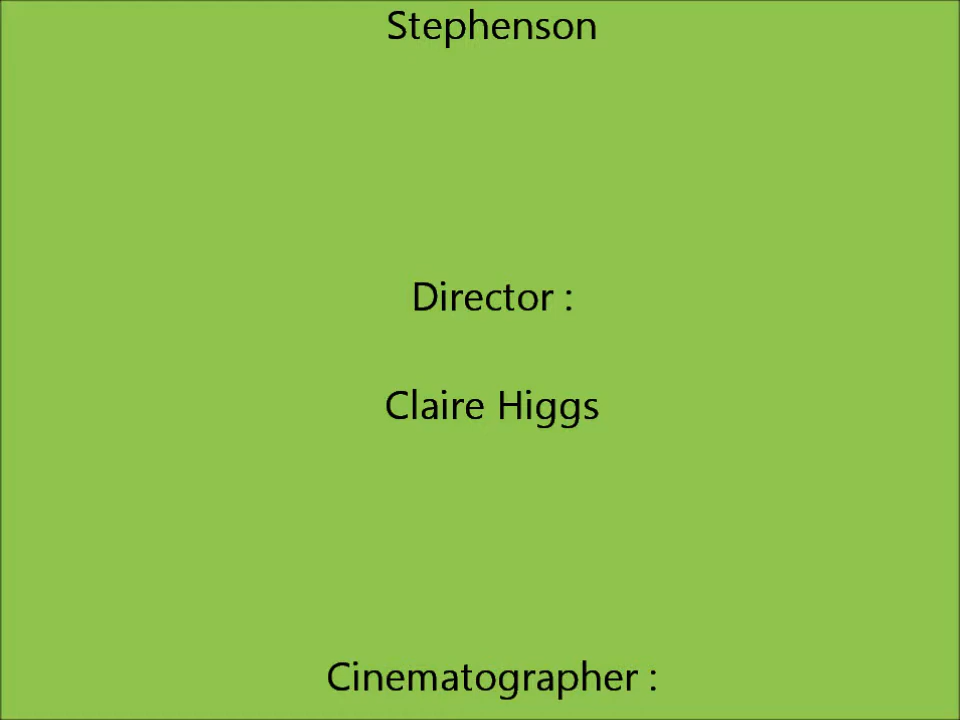 Stephenson
Director :
Claire Higgs
Cinematographer :